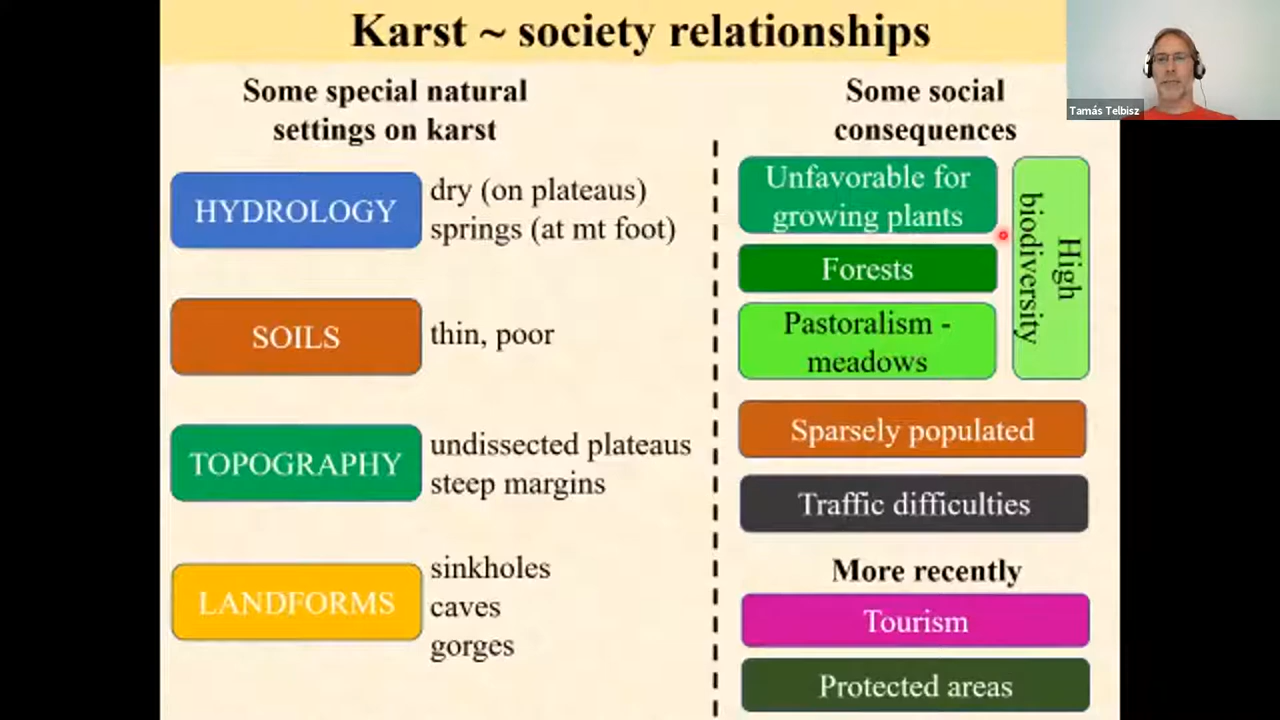 Karst ~ society relationships
Tamás Telbisz
Some special natural
settings on karst
HYDROLOGY
dry (on plateaus)
springs (at mt foot)
SOILS
thin, poor
TOPOGRAPHY
undissected plateaus
steep margins
LANDFORMS
sinkholes
caves
gorges
Some social
consequences
Unfavorable for
growing plants
Forests
Pastoralism -
meadows
High
biodiversity
Sparsely populated
Traffic difficulties
More recently
Tourism
Protected areas